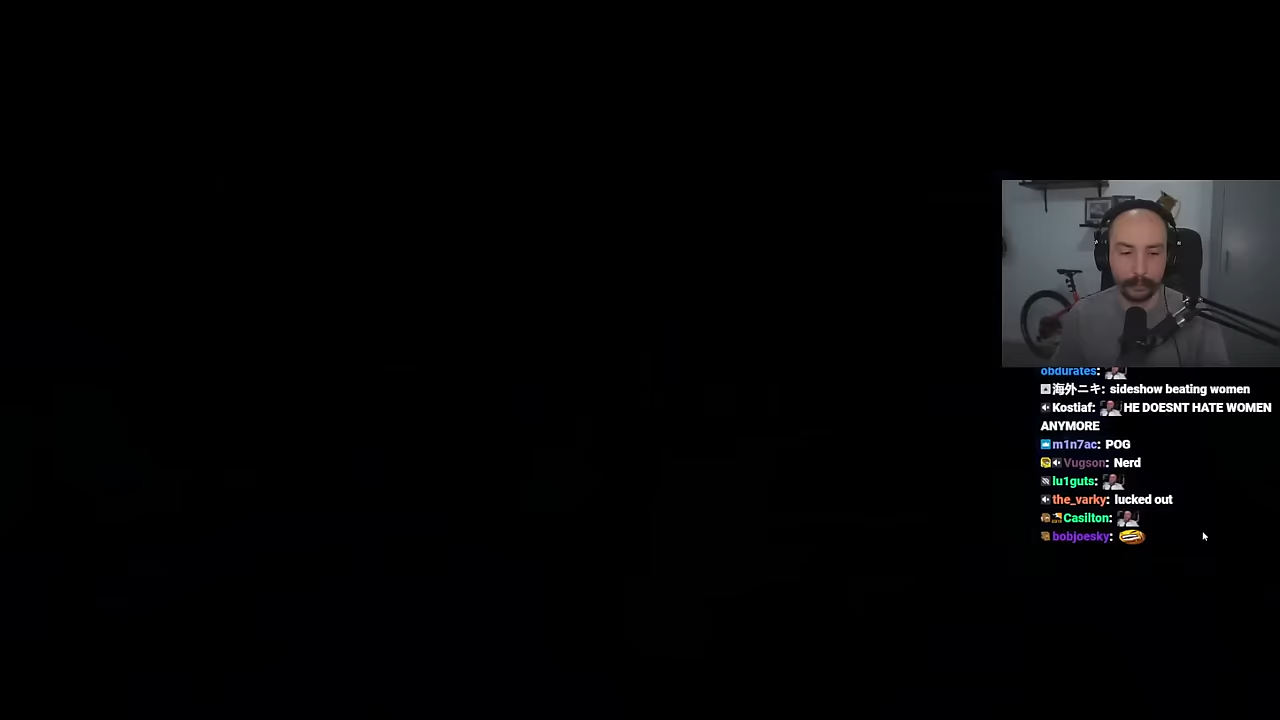 obdurates:
海外ニキ: sideshow beating women
Kostiaf: HE DOESNT HATE WOMEN
ANYMORE
m1n7ac: POG
Vugson: Nerd
lu1guts:
the_varky: !ucked out
Casilton:
bobjoesky: